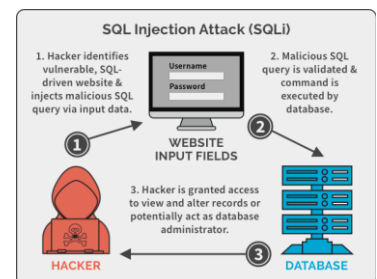 SQL Injection Attack (SQLi)
1. Hacker identifies
vulnerable, SQL-
driven website &
injects malicious SQL
query via input data.
Username
Password
2. Malicious SQL
query is validated &
command is
executed by
database.
1
WEBSITE
INPUT FIELDS
2
3. Hacker is granted access
to view and alter records or
potentially act as database
administrator.
3
HACKER
DATABASE